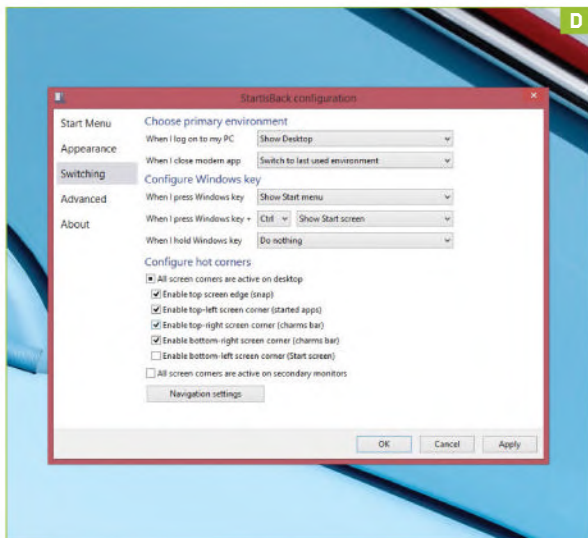 D
StartIsBack configuration
Start Menu
Appearance
Switching
Advanced
About
Choose primary environment
When I log on to my PC Show Desktop
When I close modern app Switch to last used environment
Configure Windows key
When I press Windows key Show Start menu
When I press Windows key + Ctrl Show Start screen
When I hold Windows key Do nothing
Configure hot corners
All screen corners are active on desktop
Enable top screen edge (snap)
Enable top-left screen corner (started apps)
Enable top-right screen corner (charms bar)
Enable bottom-right screen corner (charms bar)
Enable bottom-left screen corner (Start screen)
All screen corners are active on secondary monitors
Navigation settings
OK Cancel Apply